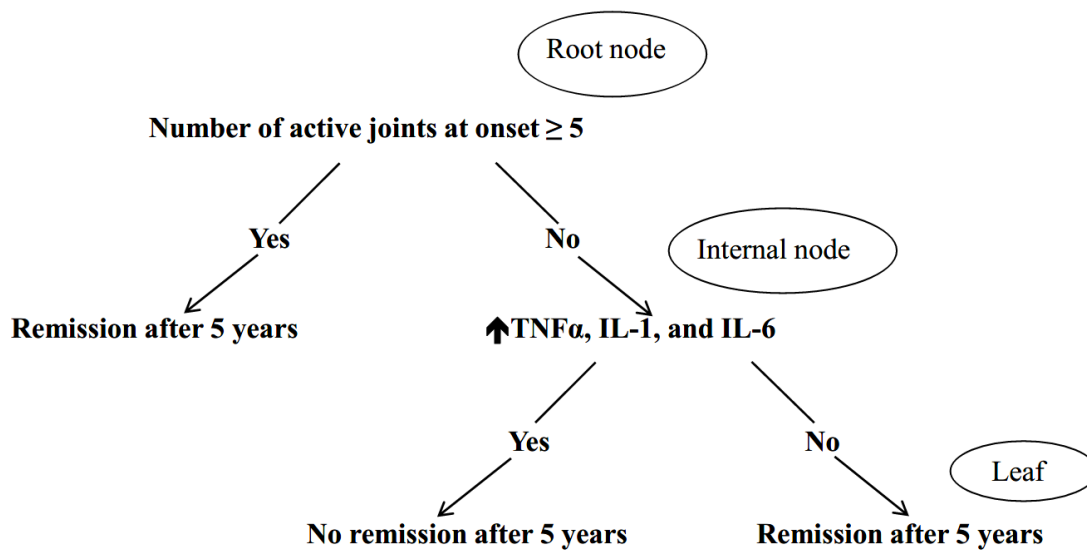 Root node
Number of active joints at onset ≥ 5
Yes
No
Internal node
Remission after 5 years
🡅TNFα, IL-1, and IL-6
Yes
No
Leaf
No remission after 5 years
Remission after 5 years